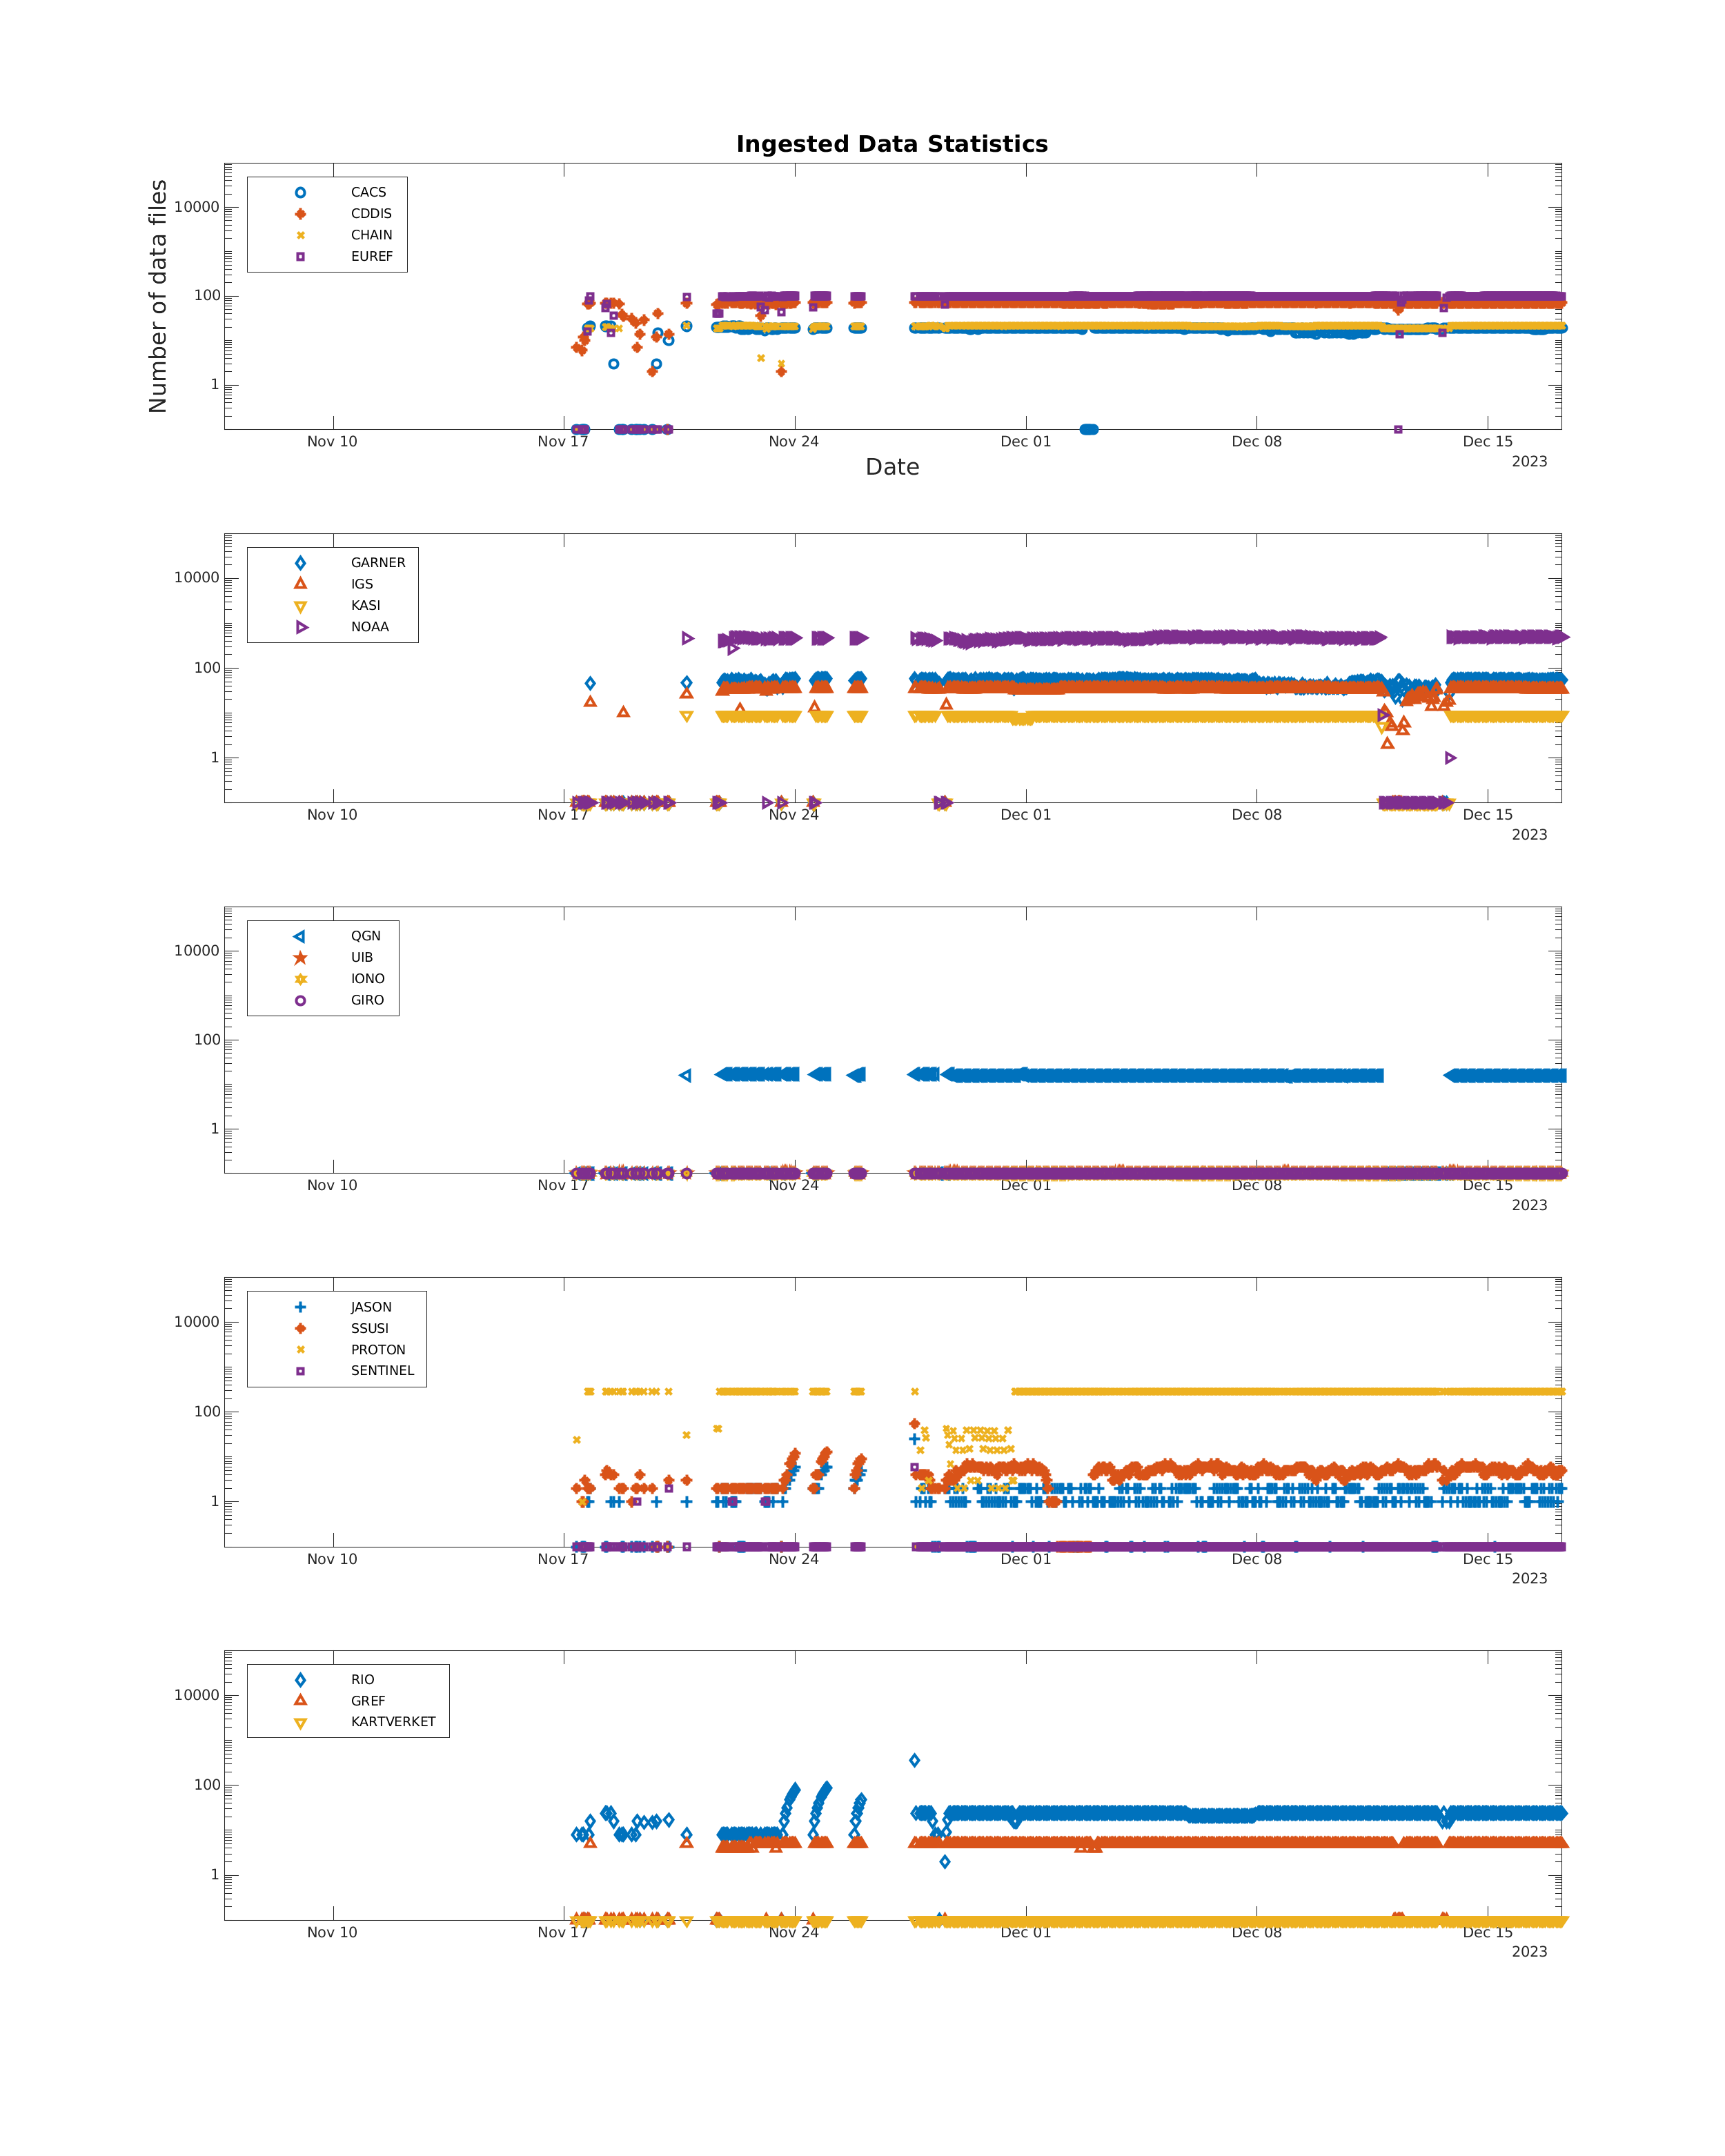 Ingested Data Statistics
Number of data files
CACS
CDDIS
CHAIN
EUREF
10000
100
1
Nov 10 Nov 17 Nov 24 Dec 01 Dec 08 Dec 15
2023
Date
GARNER
IGS
KASI
NOAA
10000
100
1
Nov 10 Nov 17 Nov 24 Dec 01 Dec 08 Dec 15
2023
QGN
UIB
IONO
GIRO
10000
100
1
Nov 10 Nov 17 Nov 24 Dec 01 Dec 08 Dec 15
2023
JASON
SSUSI
PROTON
SENTINEL
10000
100
1
Nov 10 Nov 17 Nov 24 Dec 01 Dec 08 Dec 15
2023
RIO
GREF
KARTVERKET
10000
100
1
Nov 10 Nov 17 Nov 24 Dec 01 Dec 08 Dec 15
2023